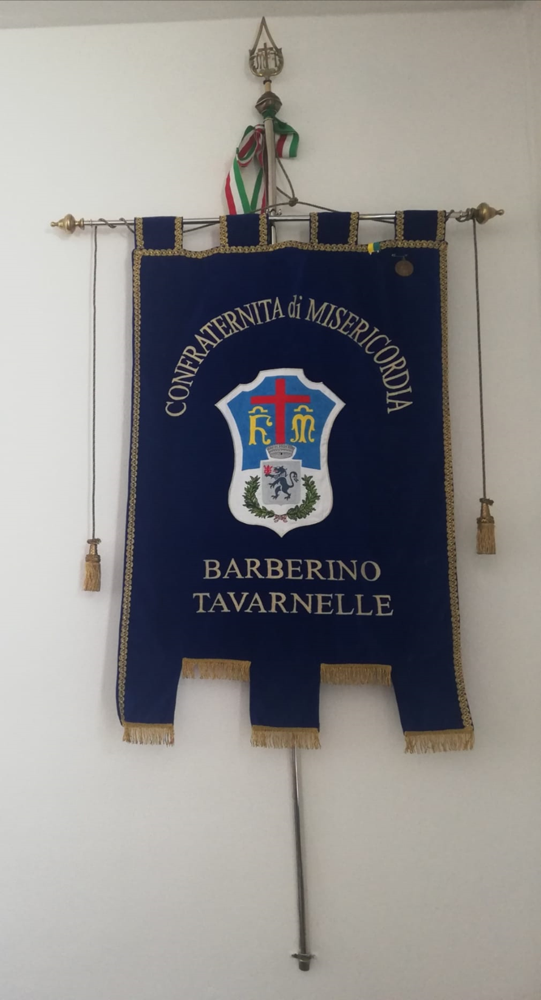 CONFRATERNITA di MISERICORDIA
BARBERINO
TAVARNELLE